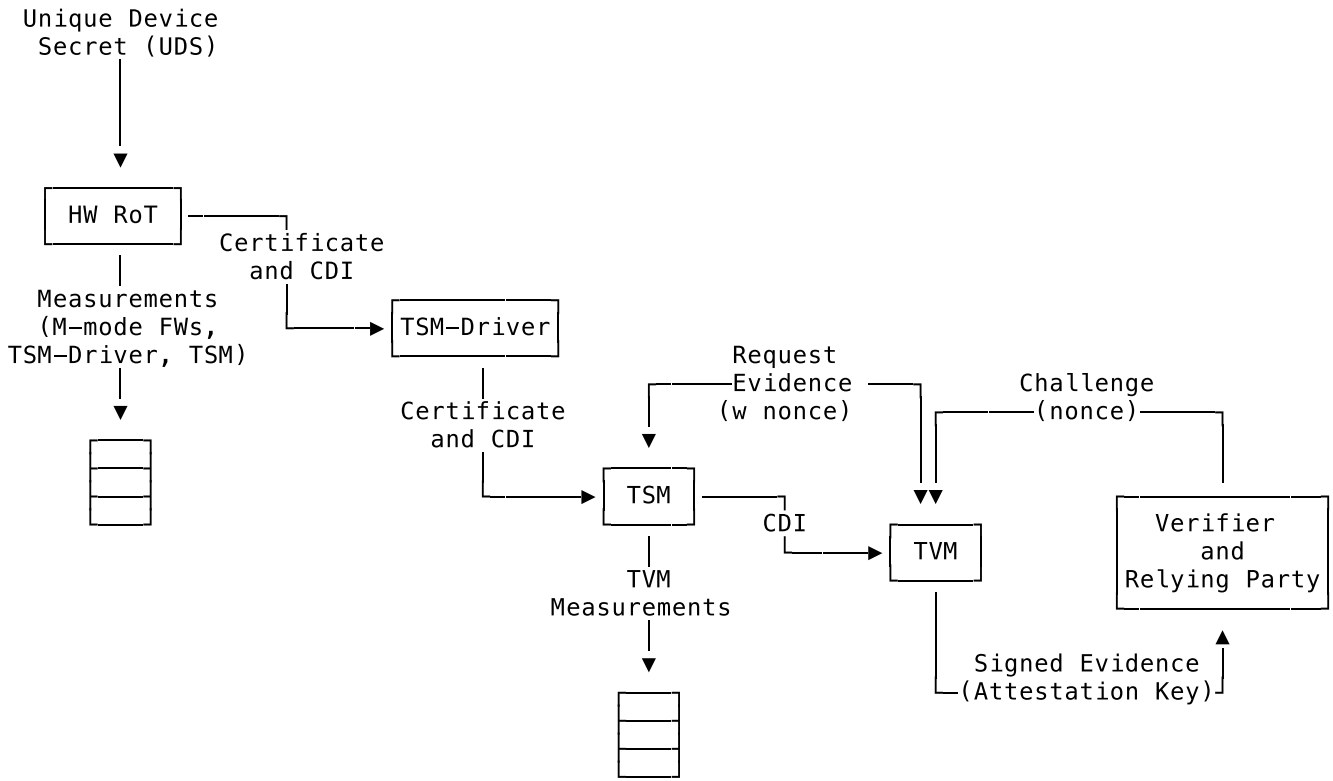 Unique Device
Secret (UDS)
HW RoT
Certificate
and CDI
Measurements
(M-mode FWs,
TSM-Driver, TSM)
TSM-Driver
Certificate
and CDI
Request
Evidence
(w nonce)
Challenge
(nonce)
TSM
CDI
TVM
Verifier
and
Relying Party
TVM
Measurements
Signed Evidence
(Attestation Key)